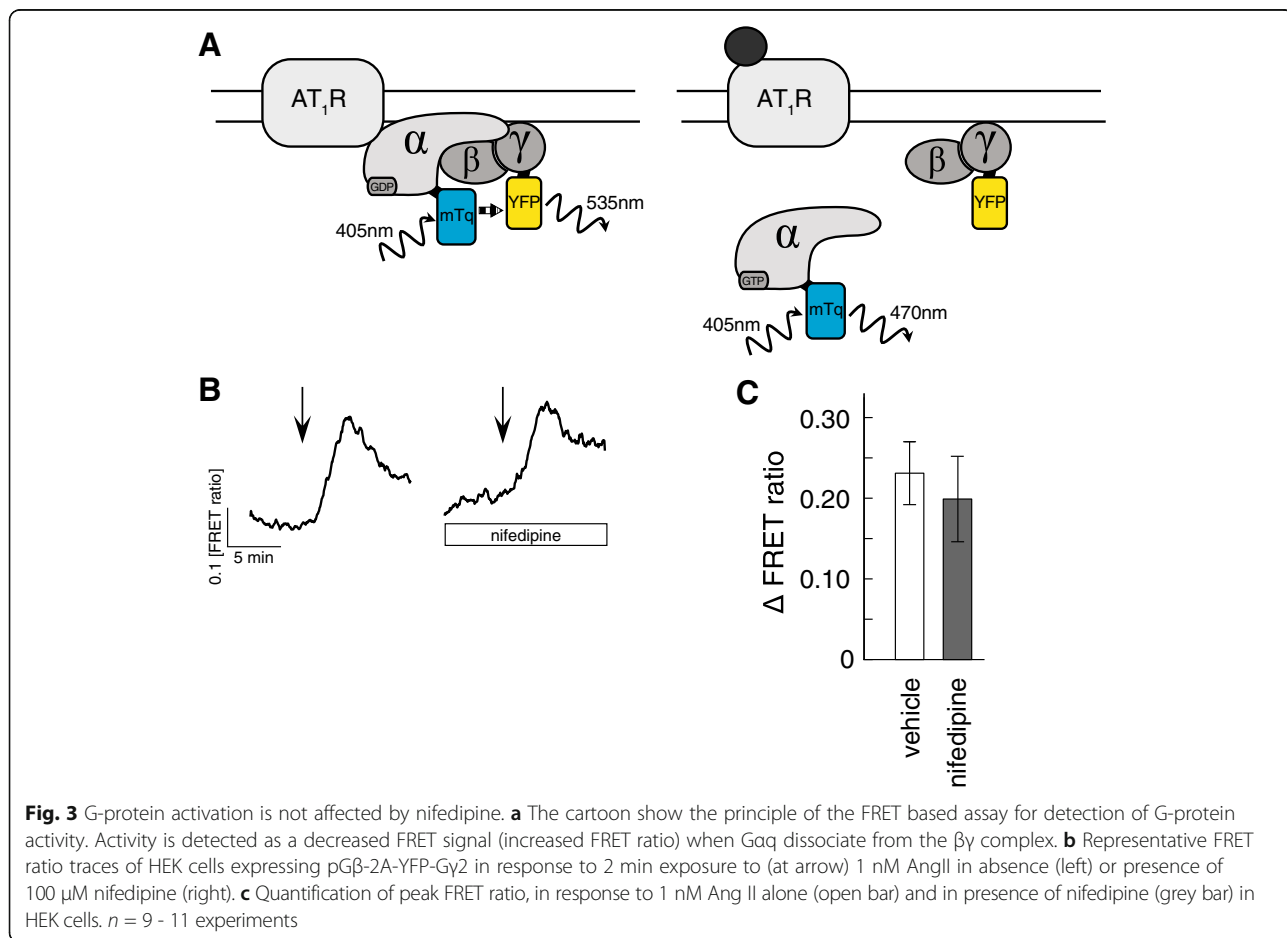 A
AT₁R
α
β
γ
GDP
mTq
YFP
405nm
535nm
AT₁R
β
γ
YFP
α
GTP
mTq
405nm
470nm
B
0.1 [FRET ratio]
5 min
nifedipine
C
Δ FRET ratio
0.30
0.20
0.10
0
vehicle
nifedipine
Fig. 3 G-protein activation is not affected by nifedipine. a The cartoon show the principle of the FRET based assay for detection of G-protein
activity. Activity is detected as a decreased FRET signal (increased FRET ratio) when Gαq dissociate from the βγ complex. b Representative FRET
ratio traces of HEK cells expressing pGβ-2A-YFP-Gγ2 in response to 2 min exposure to (at arrow) 1 nM AngII in absence (left) or presence of
100 μM nifedipine (right). c Quantification of peak FRET ratio, in response to 1 nM Ang II alone (open bar) and in presence of nifedipine (grey bar) in
HEK cells. n = 9 - 11 experiments